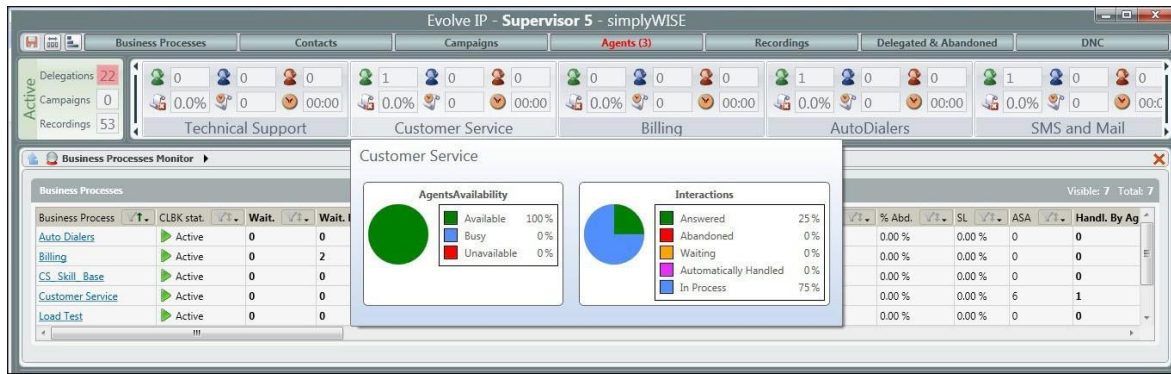 Evolve IP - Supervisor 5 - simplyWISE
Business Processes Contacts Campaigns Agents (3) Recordings Delegated & Abandoned DNC
Active
Delegations 22
Campaigns 0
Recordings 53
0 0 0
0.0% 0 00:00
Technical Support
1 0 0
0.0% 0 00:00
Customer Service
0 0 0
0.0% 0 00:00
Billing
1 0 0
0.0% 0 00:00
AutoDialers
1 0 0
0.0% 0
SMS and Mail
Business Processes Monitor
Customer Service
AgentsAvailability
Available 100%
Busy 0%
Unavailable 0%
Interactions
Answered 25%
Abandoned 0%
Waiting 0%
Automatically Handled 0%
In Process 75%
Business Processes Visible: 7 Total: 7
Business Process CLBK stat. Wait. Wait. % Abd. SL ASA Handl. By Ag
Auto Dialers Active 0 0 0.00 % 0.00 % 0 0
Billing Active 0 2 0.00 % 0.00 % 0 0
CS_Skill_Base Active 0 0 0.00 % 0.00 % 0 0
Customer Service Active 0 0 0.00 % 0.00 % 6 1
Load Test Active 0 0 0.00 % 0.00 % 0 0